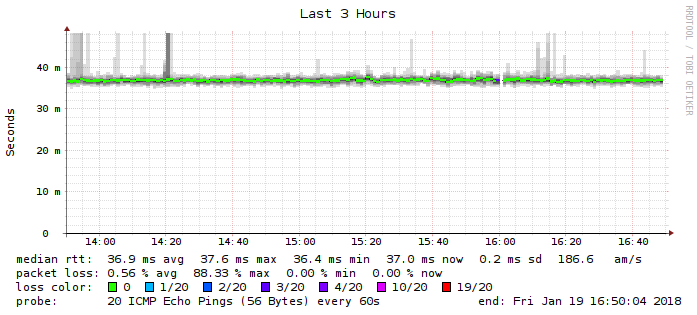 Last 3 Hours
RRDTOOL / TOBI OETIKER
Seconds
40 m
30 m
20 m
10 m
0
14:00 14:20 14:40 15:00 15:20 15:40 16:00 16:20 16:40
median rtt: 36.9 ms avg 37.6 ms max 36.4 ms min 37.0 ms now 0.2 ms sd 186.6 am/s
packet loss: 0.56 % avg 88.33 % max 0.00 % min 0.00 % now
loss color: 0 1/20 2/20 3/20 4/20 10/20 19/20
probe: 20 ICMP Echo Pings (56 Bytes) every 60s end: Fri Jan 19 16:50:04 2018